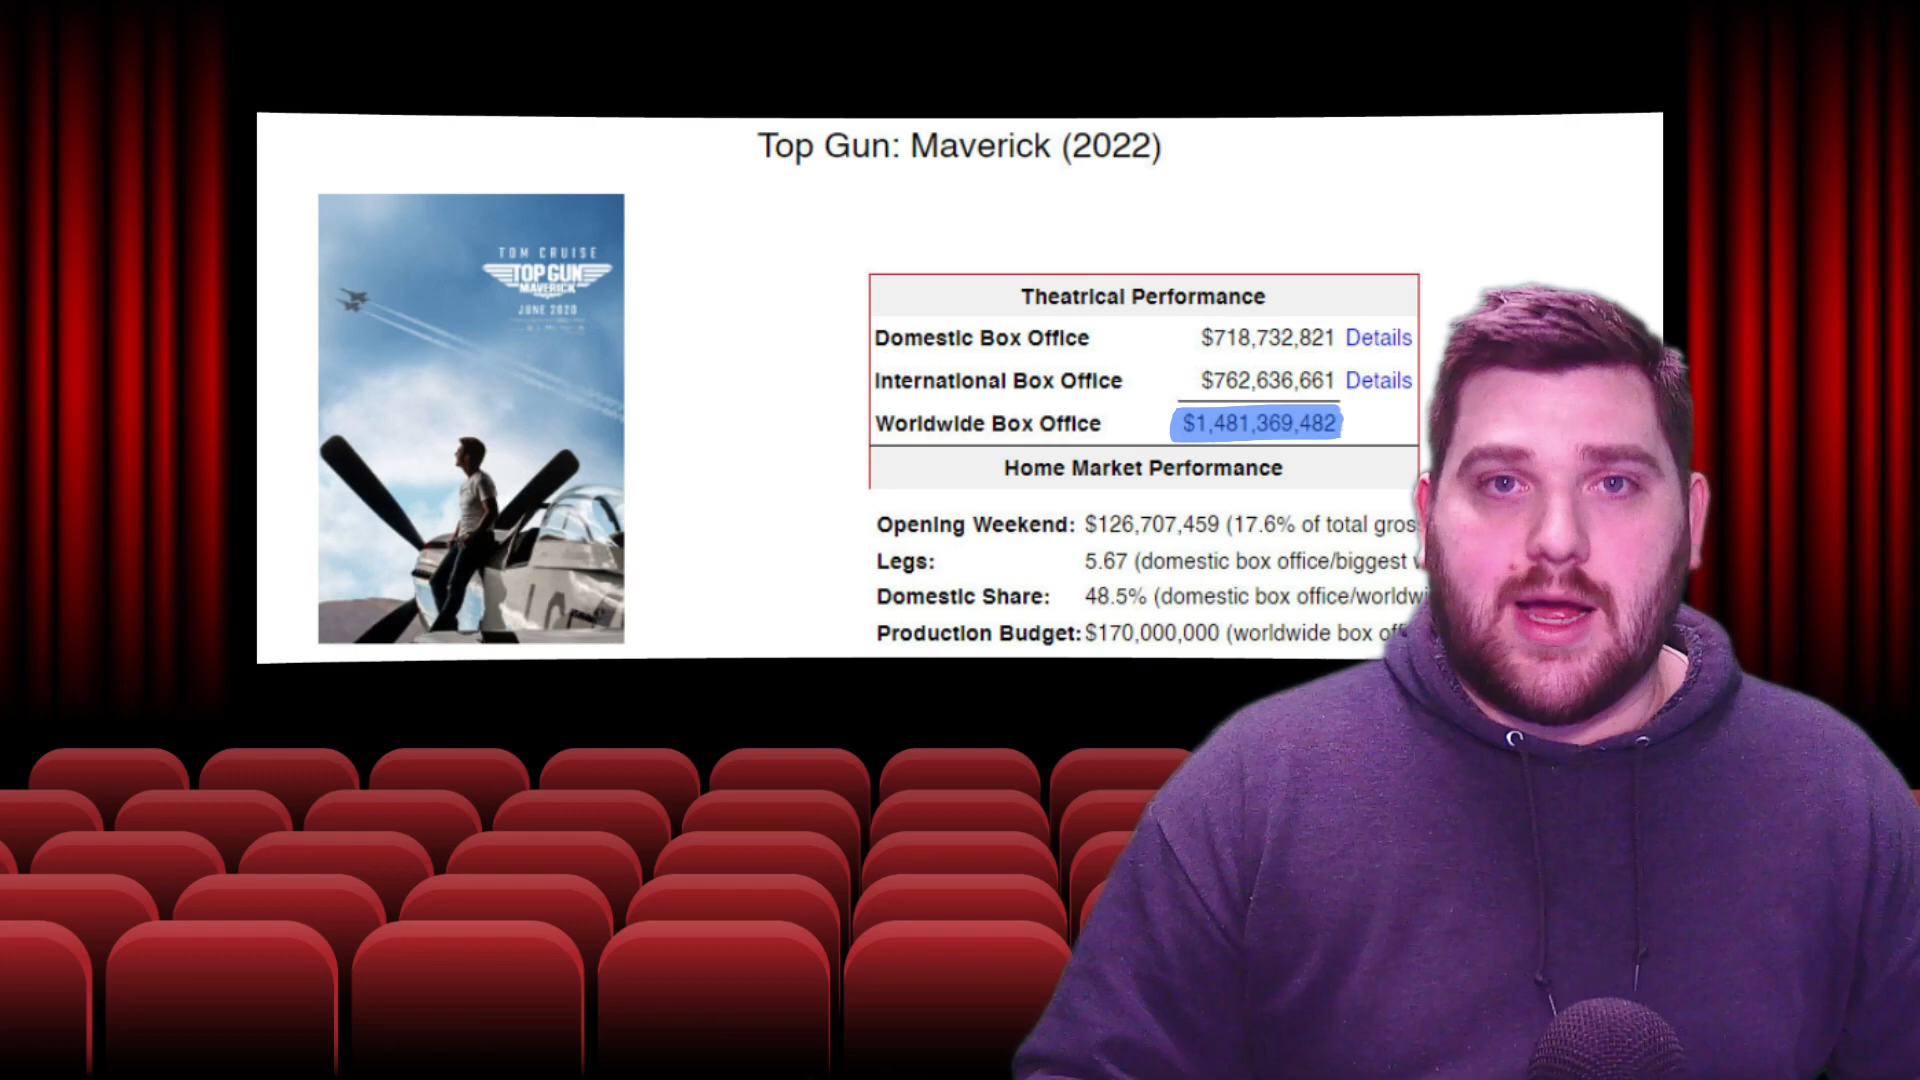 Top Gun: Maverick (2022)
TOM CRUISE
TOP GUN
MAVERICK
JUNE 2020
Theatrical Performance
Domestic Box Office $718,732,821 Details
International Box Office $762,636,661 Details
Worldwide Box Office $1,481,369,482
Home Market Performance
Opening Weekend: $126,707,459 (17.6% of total gros
Legs: 5.67 (domestic box office/biggest
Domestic Share: 48.5% (domestic box office/worldwi
Production Budget: $170,000,000 (worldwide box of